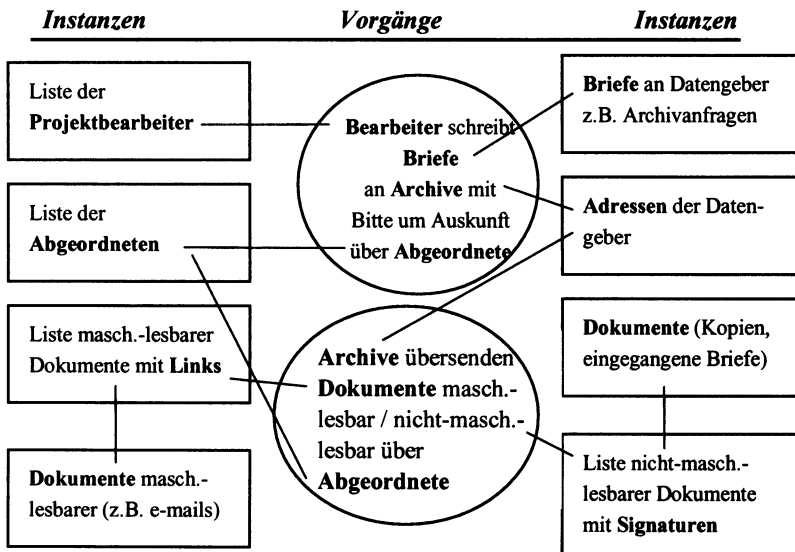 Instanzen Vorgänge Instanzen
Liste der
Projektbearbeiter
Liste der
Abgeordneten
Liste masch.-lesbarer
Dokumente mit Links
Dokumente masch.-
lesbarer (z.B. e-mails)
Bearbeiter schreibt
Briefe
an Archive mit
Bitte um Auskunft
über Abgeordnete
Archive übersenden
Dokumente masch.-
lesbar / nicht-masch.-
lesbar über
Abgeordnete
Briefe an Datengeber
z.B. Archivanfragen
Adressen der Daten-
geber
Dokumente (Kopien,
eingegangene Briefe)
Liste nicht-masch.-
lesbarer Dokumente
mit Signaturen